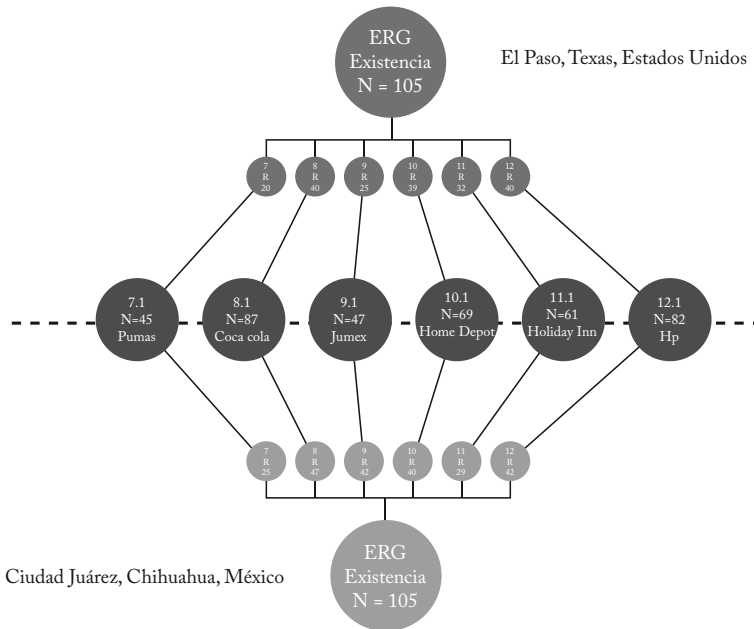 ERG
Existencia
N = 105
El Paso, Texas, Estados Unidos
7
R
20
8
R
40
9
R
25
10
R
39
11
R
32
12
R
40
7.1
N=45
Pumas
8.1
N=87
Coca cola
9.1
N=47
Jumex
10.1
N=69
Home Depot
11.1
N=61
Holiday Inn
12.1
N=82
Hp
7
R
25
8
R
47
9
R
42
10
R
40
11
R
29
12
R
42
ERG
Existencia
N = 105
Ciudad Juárez, Chihuahua, México